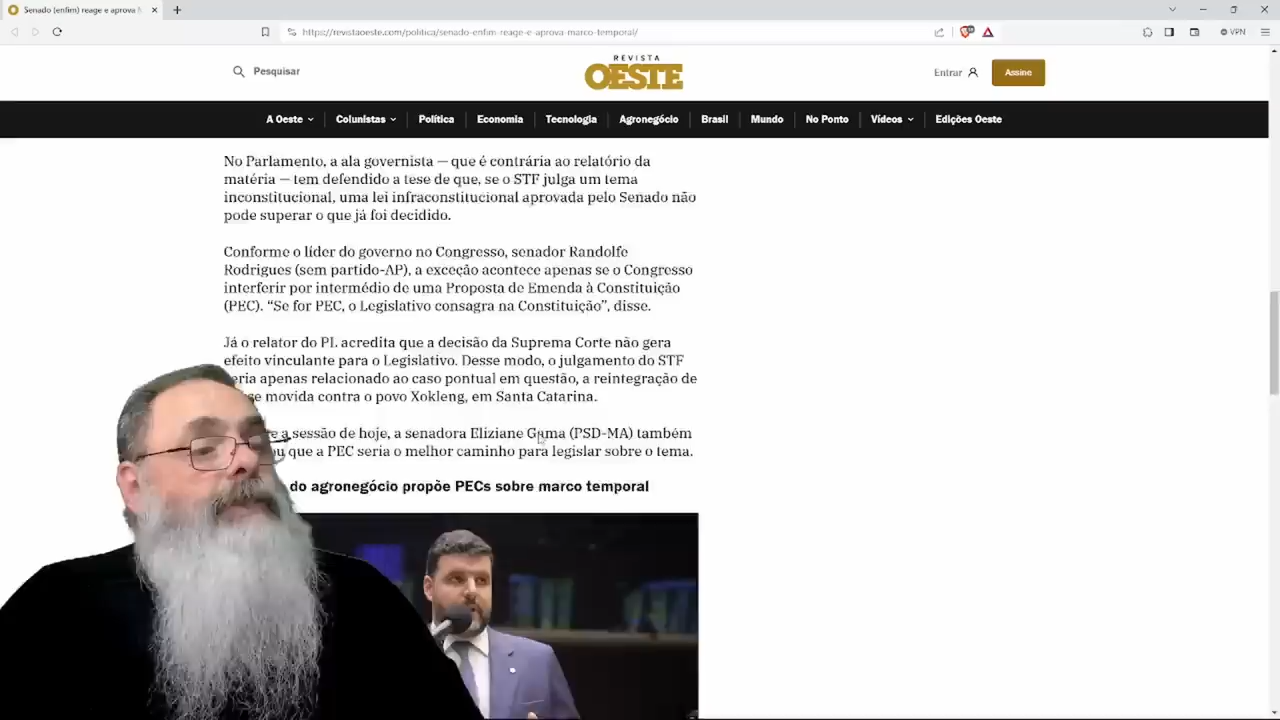 Senado (enfim) reage e aprova
https://revistaoeste.com/politica/senado-enfim-reage-e-aprova-marco-temporal/
VPN
Pesquisar
REVISTA
OESTE
Entrar
Assine
A Oeste
Colunistas
Política
Economia
Tecnologia
Agronegócio
Brasil
Mundo
No Ponto
Vídeos
Edições Oeste
No Parlamento, a ala governista — que é contrária ao relatório da
matéria — tem defendido a tese de que, se o STF julga um tema
inconstitucional, uma lei infraconstitucional aprovada pelo Senado não
pode superar o que já foi decidido.
Conforme o líder do governo no Congresso, senador Randolfe
Rodrigues (sem partido-AP), a exceção acontece apenas se o Congresso
interferir por intermédio de uma Proposta de Emenda à Constituição
(PEC). “Se for PEC, o Legislativo consagra na Constituição”, disse.
Já o relator do PL acredita que a decisão da Suprema Corte não gera
efeito vinculante para o Legislativo. Desse modo, o julgamento do STF
seria apenas relacionado ao caso pontual em questão, a reintegração de
movida contra o povo Xokleng, em Santa Catarina.
a sessão de hoje, a senadora Eliziane Gama (PSD-MA) também
que a PEC seria o melhor caminho para legislar sobre o tema.
do agronegócio propõe PECs sobre marco temporal